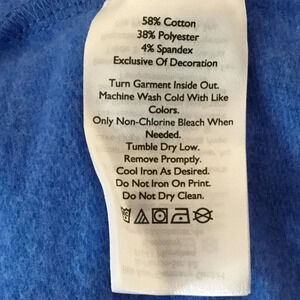 58% Cotton
38% Polyester
4% Spandex
Exclusive Of Decoration
Turn Garment Inside Out.
Machine Wash Cold With Like
Colors.
Only Non-Chlorine Bleach When
Needed.
Tumble Dry Low.
Remove Promptly.
Cool Iron As Desired.
Do Not Iron On Print.
Do Not Dry Clean.